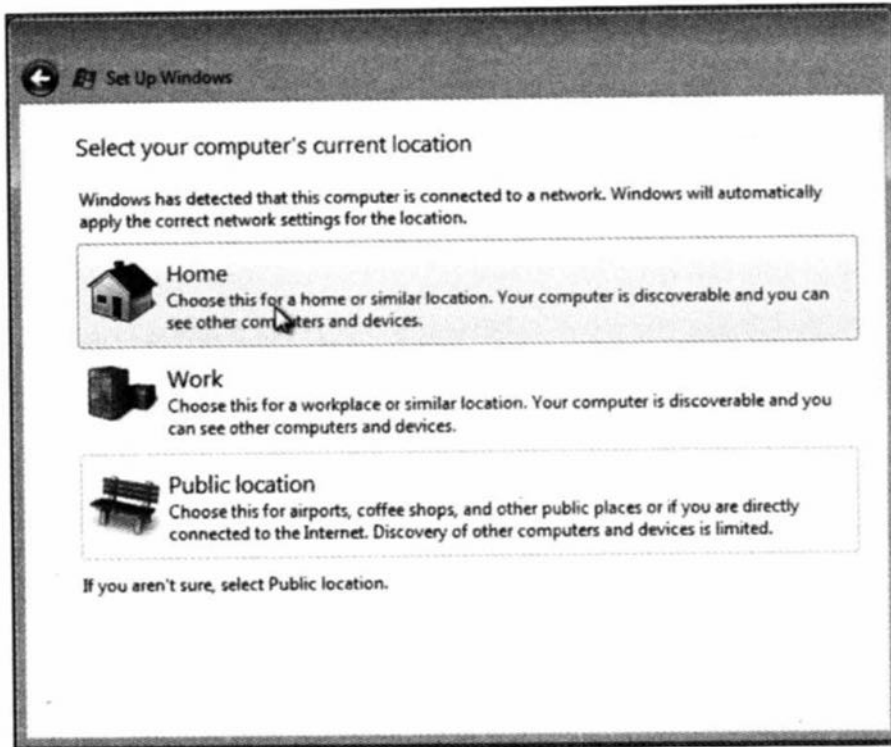 Set Up Windows
Select your computer's current location
Windows has detected that this computer is connected to a network. Windows will automatically
apply the correct network settings for the location.
Home
Choose this for a home or similar location. Your computer is discoverable and you can
see other computers and devices.
Work
Choose this for a workplace or similar location. Your computer is discoverable and you
can see other computers and devices.
Public location
Choose this for airports, coffee shops, and other public places or if you are directly
connected to the Internet. Discovery of other computers and devices is limited.
If you aren't sure, select Public location.